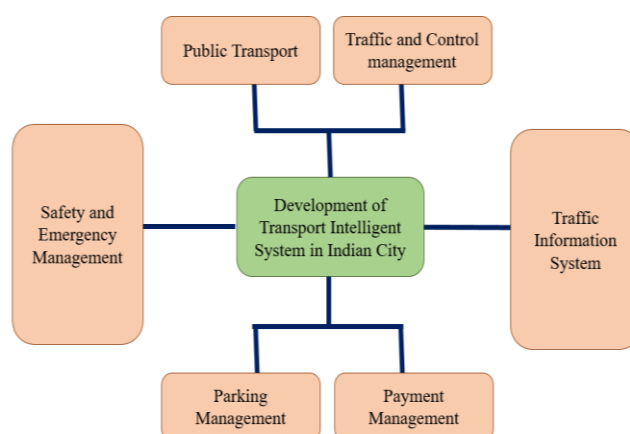 Public Transport
Traffic and Control
management
Safety and
Emergency
Management
Development of
Transport Intelligent
System in Indian City
Traffic
Information
System
Parking
Management
Payment
Management